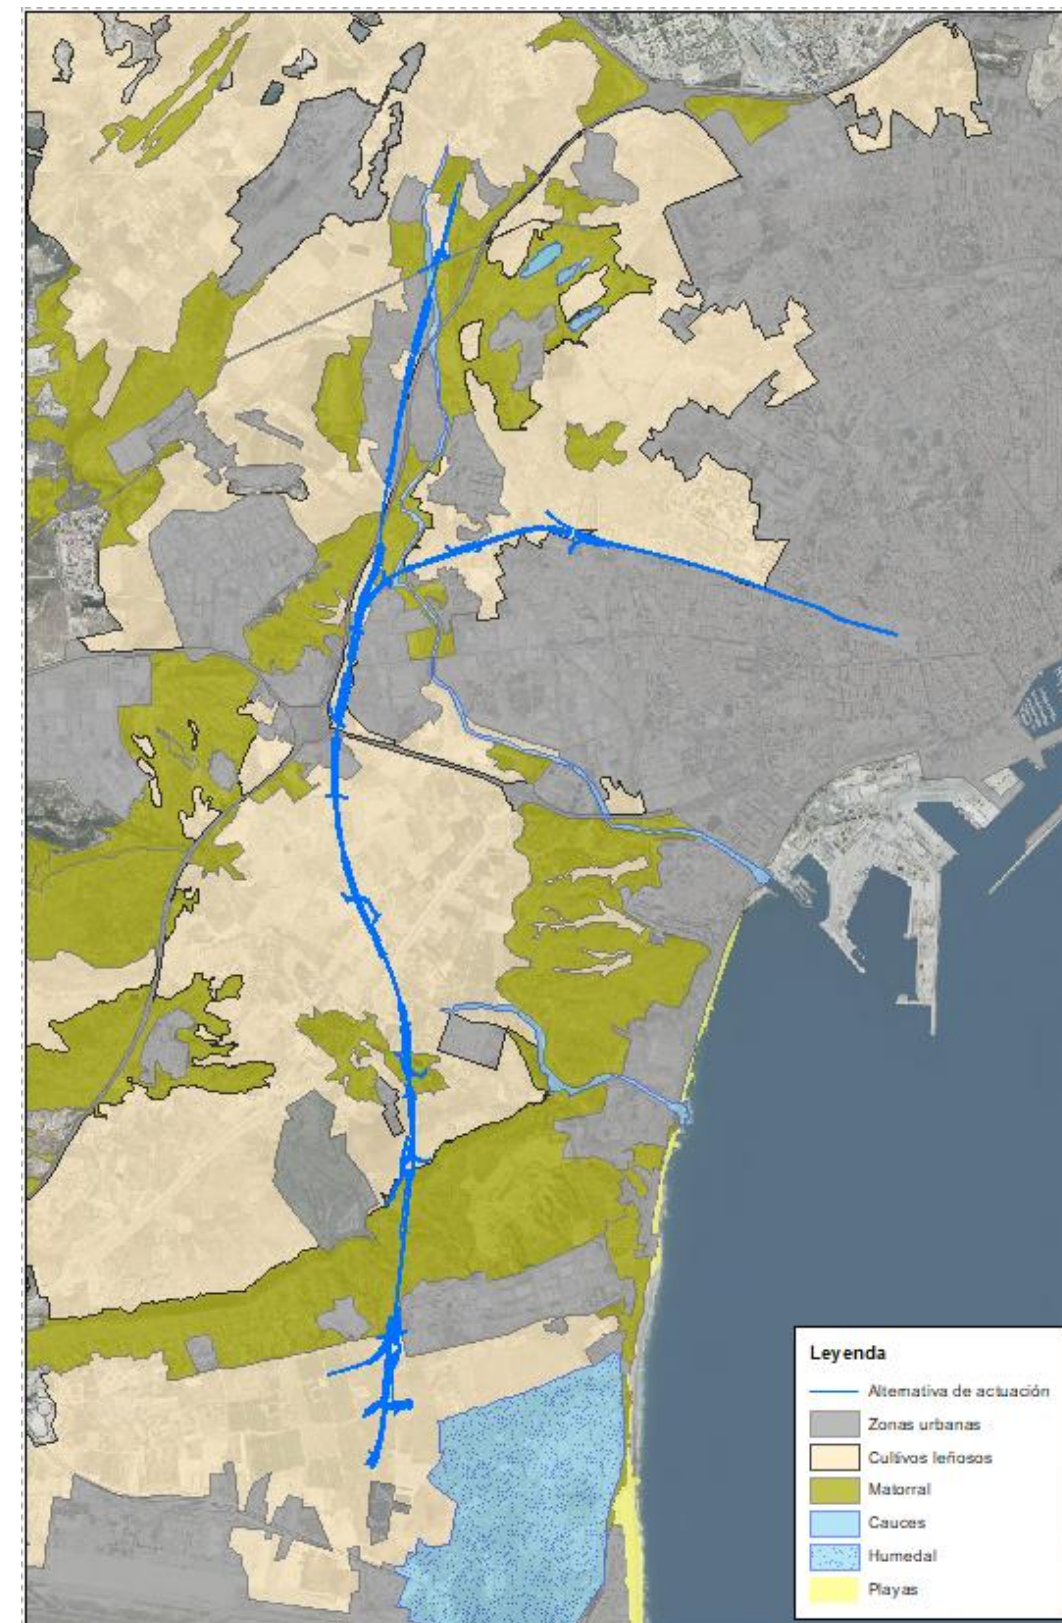 Leyenda
Alternativa de actuación
Zonas urbanas
Cultivos leñosos
Matorral
Cauces
Humedal
Playas